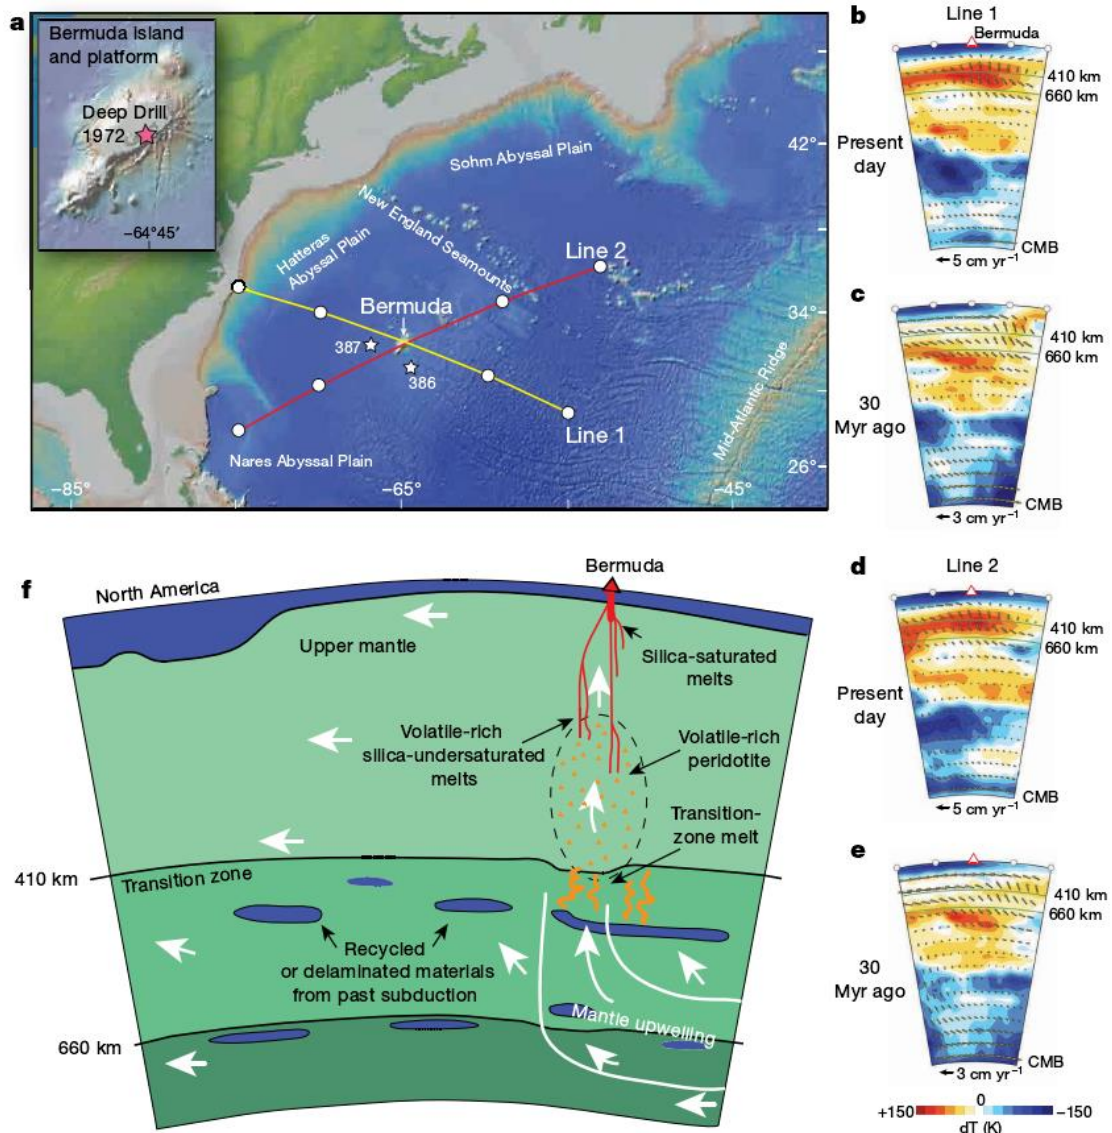 a
Bermuda Island
and platform
Deep Drill
1972
−64°45′
Sohm Abyssal Plain
New England Seamounts
Hatteras
Abyssal Plain
Line 2
Bermuda
387
386
Line 1
Nares Abyssal Plain
Mid-Atlantic Ridge
42°
34°
26°
−85°
−65°
−45°
b
Line 1
Bermuda
410 km
660 km
Present
day
CMB
5 cm yr⁻¹
c
410 km
660 km
30
Myr ago
CMB
3 cm yr⁻¹
d
Line 2
410 km
660 km
Present
day
CMB
5 cm yr⁻¹
e
410 km
660 km
30
Myr ago
CMB
3 cm yr⁻¹
+150
0
−150
dT (K)
f
North America
Bermuda
Upper mantle
Silica-saturated
melts
Volatile-rich
silica-undersaturated
melts
Volatile-rich
peridotite
Transition-
zone melt
410 km
Transition zone
Recycled
or delaminated materials
from past subduction
Mantle upwelling
660 km